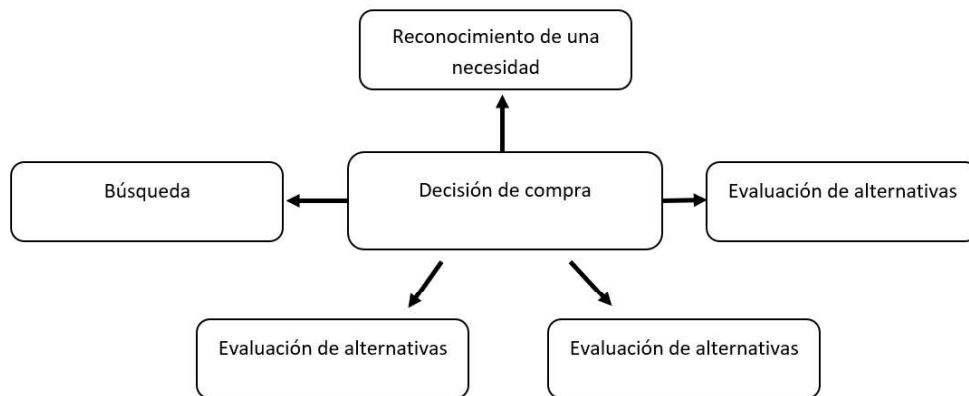 Reconocimiento de una
necesidad
Búsqueda
Decisión de compra
Evaluación de alternativas
Evaluación de alternativas
Evaluación de alternativas